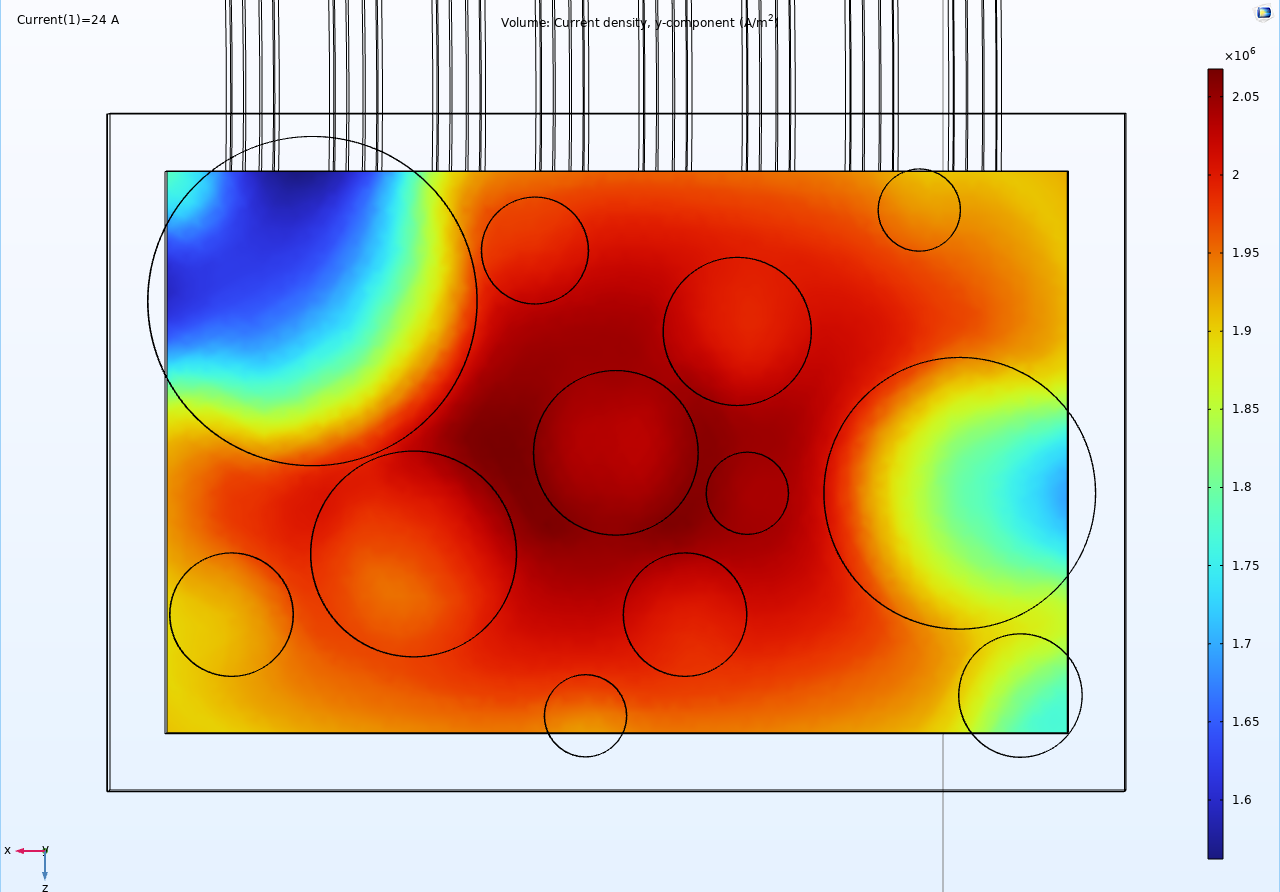 Current(1)=24 A
Volume: Current density, y-component (A/m²)
×10⁶
2.05
2
1.95
1.9
1.85
1.8
1.75
1.7
1.65
1.6
x
y
z